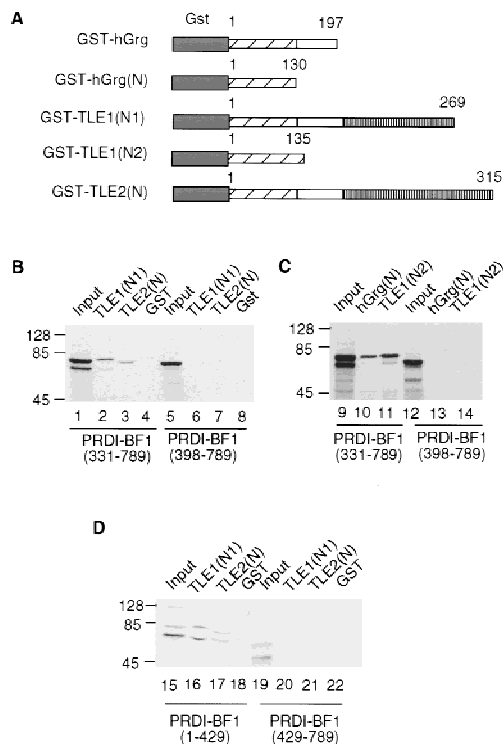 A
Gst
1
197
GST-hGrg
1
130
GST-hGrg(N)
1
269
GST-TLE1(N1)
1
135
GST-TLE1(N2)
1
315
GST-TLE2(N)
B
Input
TLE1(N1)
TLE2(N)
GST
Input
TLE1(N1)
TLE2(N)
Gst
128
85
45
1 2 3 4 5 6 7 8
PRDI-BF1
(331-789)
PRDI-BF1
(398-789)
C
Input
hGrg(N)
TLE1(N2)
Input
hGrg(N)
TLE1(N2)
128
85
45
9 10 11 12 13 14
PRDI-BF1
(331-789)
PRDI-BF1
(398-789)
D
Input
TLE1(N1)
TLE2(N)
GST
Input
TLE1(N1)
TLE2(N)
GST
128
85
45
15 16 17 18 19 20 21 22
PRDI-BF1
(1-429)
PRDI-BF1
(429-789)